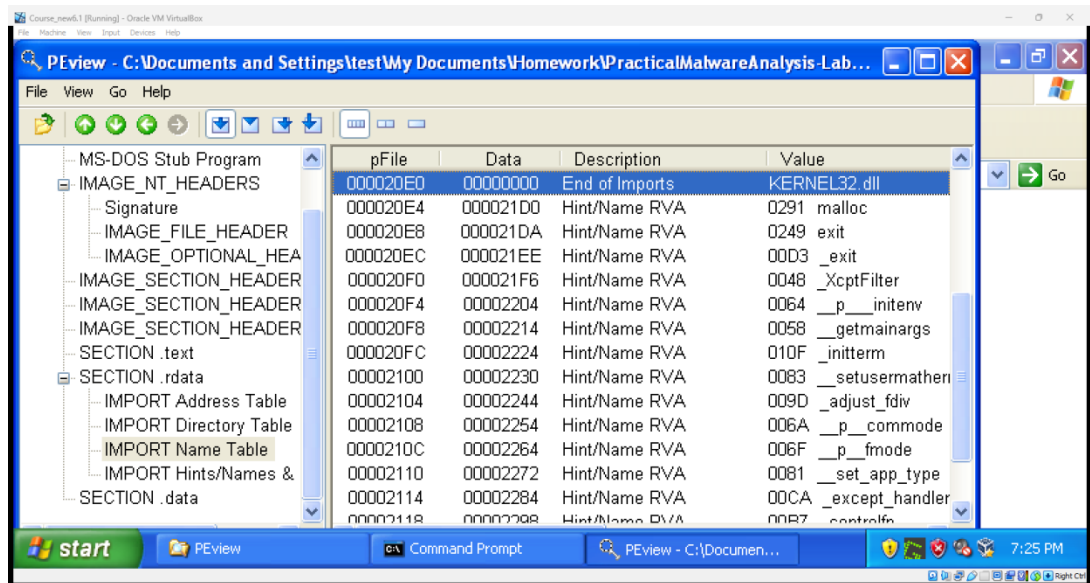 Course_new6.1 [Running] - Oracle VM VirtualBox
File Machine View Input Devices Help
PEview - C:\Documents and Settings\test\My Documents\Homework\PracticalMalwareAnalysis-Lab...
File View Go Help
MS-DOS Stub Program
IMAGE_NT_HEADERS
Signature
IMAGE_FILE_HEADER
IMAGE_OPTIONAL_HEA
IMAGE_SECTION_HEADER
IMAGE_SECTION_HEADER
IMAGE_SECTION_HEADER
SECTION .text
SECTION .rdata
IMPORT Address Table
IMPORT Directory Table
IMPORT Name Table
IMPORT Hints/Names &
SECTION .data
pFile Data Description Value
000020E0 00000000 End of Imports KERNEL32.dll
000020E4 000021D0 Hint/Name RVA 0291 malloc
000020E8 000021DA Hint/Name RVA 0249 exit
000020EC 000021EE Hint/Name RVA 00D3 _exit
000020F0 000021F6 Hint/Name RVA 0048 _XcptFilter
000020F4 00002204 Hint/Name RVA 0064 __p___initenv
000020F8 00002214 Hint/Name RVA 0058 __getmainargs
000020FC 00002224 Hint/Name RVA 010F _initterm
00002100 00002230 Hint/Name RVA 0083 __setusermatherr
00002104 00002244 Hint/Name RVA 009D _adjust_fdiv
00002108 00002254 Hint/Name RVA 006A __p__commode
0000210C 00002264 Hint/Name RVA 006F __p__fmode
00002110 00002272 Hint/Name RVA 0081 __set_app_type
00002114 00002284 Hint/Name RVA 00CA _except_handler
00002118 00002298 Hint/Name RVA 00B7 _controlfp
Go
start PEview Command Prompt PEview - C:\Documen... 7:25 PM
Right Ctrl